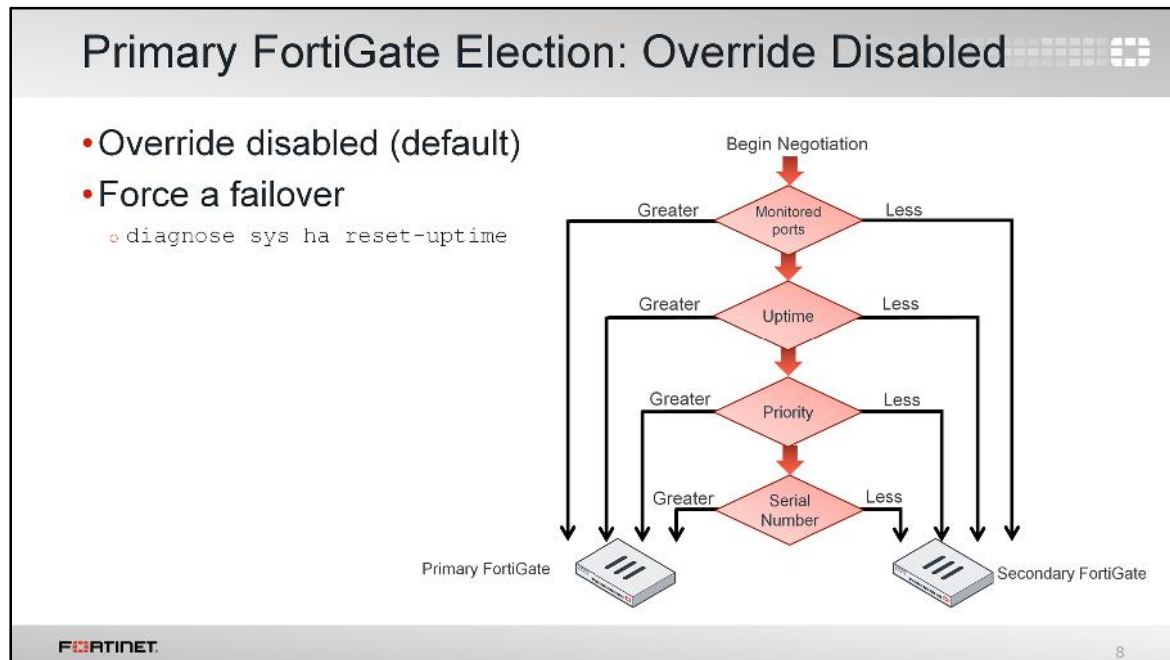 Primary FortiGate Election: Override Disabled
•Override disabled (default)
•Force a failover
diagnose sys ha reset-uptime
Begin Negotiation
Greater
Monitored
ports
Less
Greater
Uptime
Less
Greater
Priority
Less
Greater
Serial
Number
Less
Primary FortiGate
Secondary FortiGate
FORTINET.
8